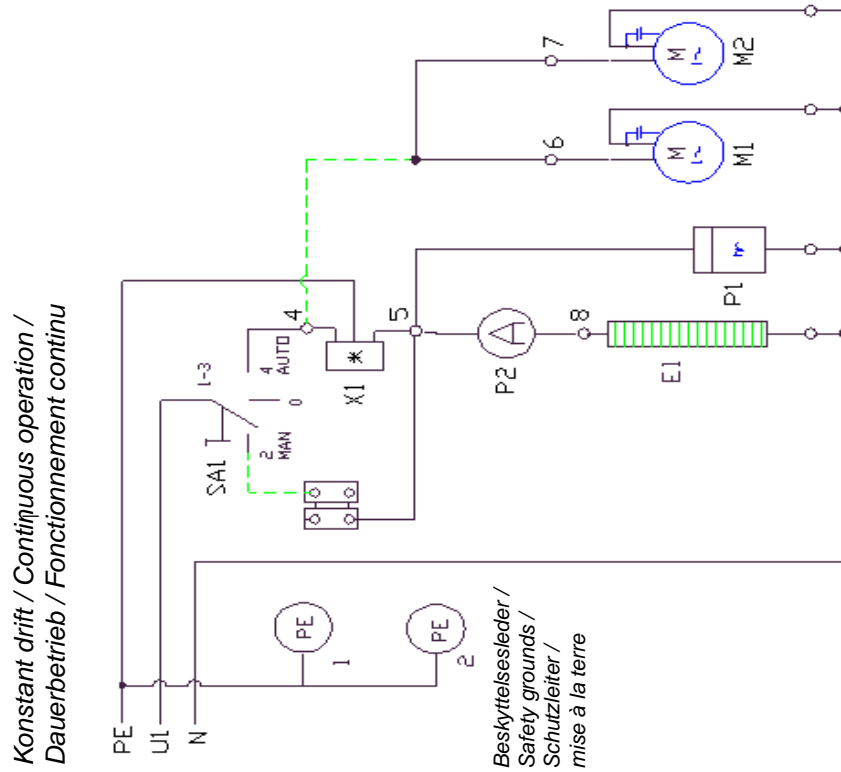 Konstant drift / Continuous operation /
Dauerbetrieb / Fonctionnement continu
PE
U1
N
SA1
1-3
2
MAN
0
4
AUTO
4
X1
*
5
PE
1
PE
2
P2
A
8
E1
P1
6
7
M
1~
M1
M
1~
M2
Beskyttelsesleder /
Safety grounds /
Schutzleiter /
mise à la terre